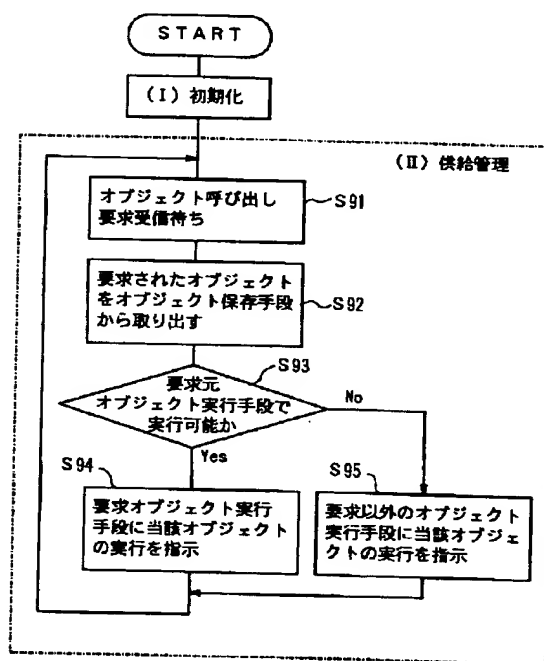 START
(I) 初期化
(II) 供給管理
オブジェクト呼び出し
要求受信待ち
S91
要求されたオブジェクト
をオブジェクト保存手段
から取り出す
S92
S93
要求元
オブジェクト実行手段で
実行可能か
No
Yes
S94
要求オブジェクト実行
手段に当該オブジェクト
の実行を指示
S95
要求以外のオブジェクト
実行手段に当該オブジェ
クトの実行を指示